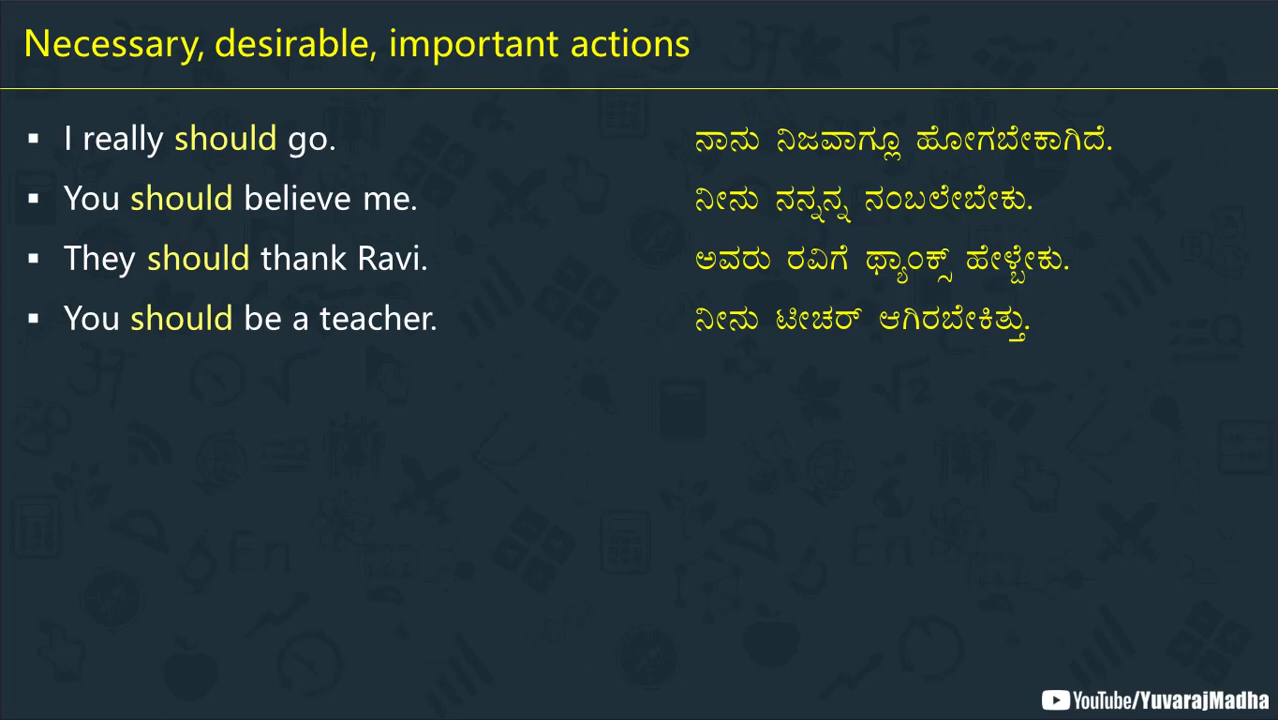 Necessary, desirable, important actions
▪ I really should go. ನಾನು ನಿಜವಾಗ್ಲೂ ಹೋಗಬೇಕಾಗಿದೆ.
▪ You should believe me. ನೀನು ನನ್ನನ್ನ ನಂಬಲೇಬೇಕು.
▪ They should thank Ravi. ಅವರು ರವಿಗೆ ಥ್ಯಾಂಕ್ಸ್ ಹೇಳ್ಬೇಕು.
▪ You should be a teacher. ನೀನು ಟೀಚರ್ ಆಗಿರಬೇಕಿತ್ತು.
YouTube/YuvarajMadha